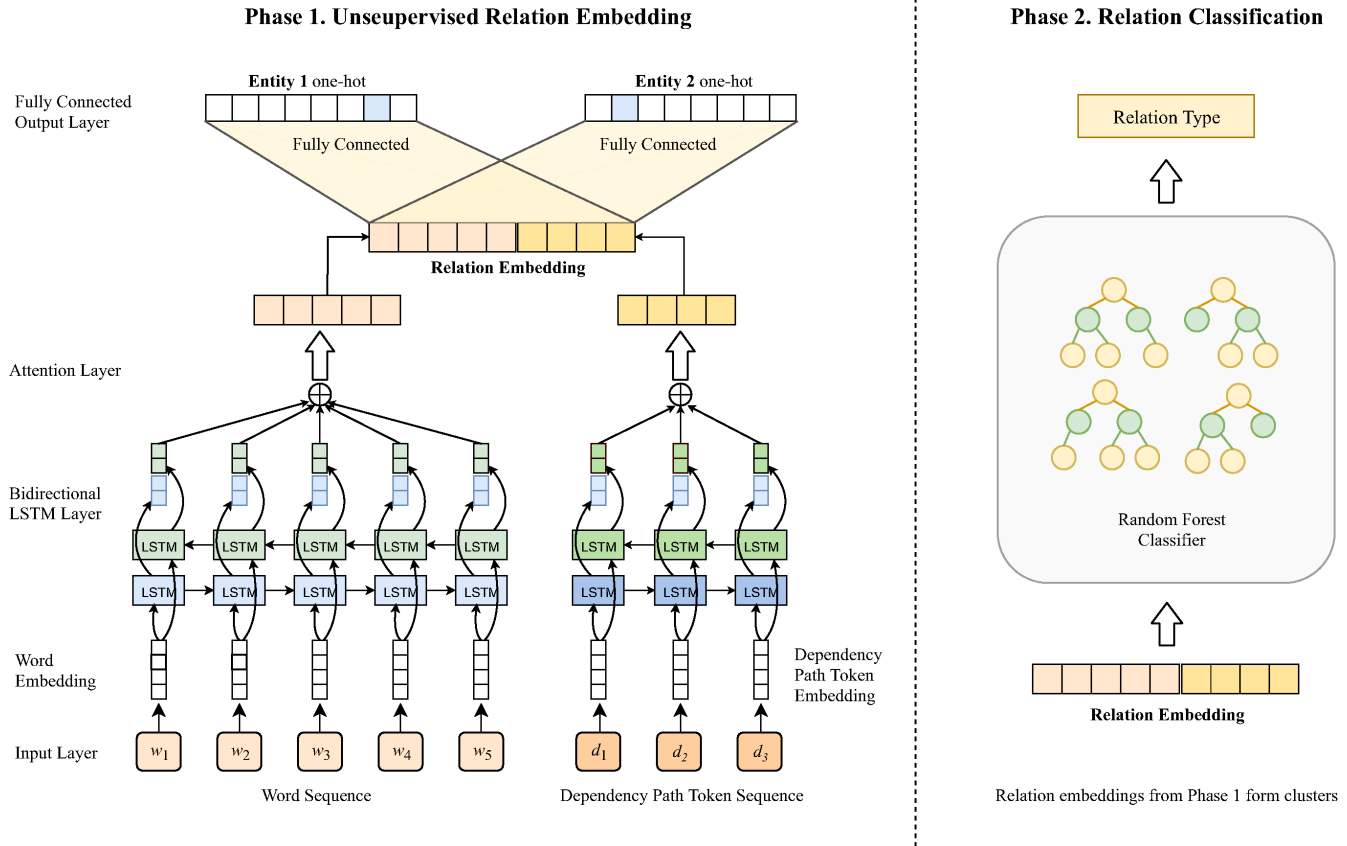 Phase 1. Unseupervised Relation Embedding
Phase 2. Relation Classification
Entity 1 one-hot
Entity 2 one-hot
Fully Connected
Output Layer
Fully Connected
Fully Connected
Relation Type
Relation Embedding
Attention Layer
Bidirectional
LSTM Layer
LSTM LSTM LSTM LSTM LSTM LSTM LSTM LSTM
LSTM LSTM LSTM LSTM LSTM LSTM LSTM LSTM
Random Forest
Classifier
Word
Embedding
Dependency
Path Token
Embedding
Relation Embedding
Input Layer
w1 w2 w3 w4 w5 d1 d2 d3
Word Sequence
Dependency Path Token Sequence
Relation embeddings from Phase 1 form clusters